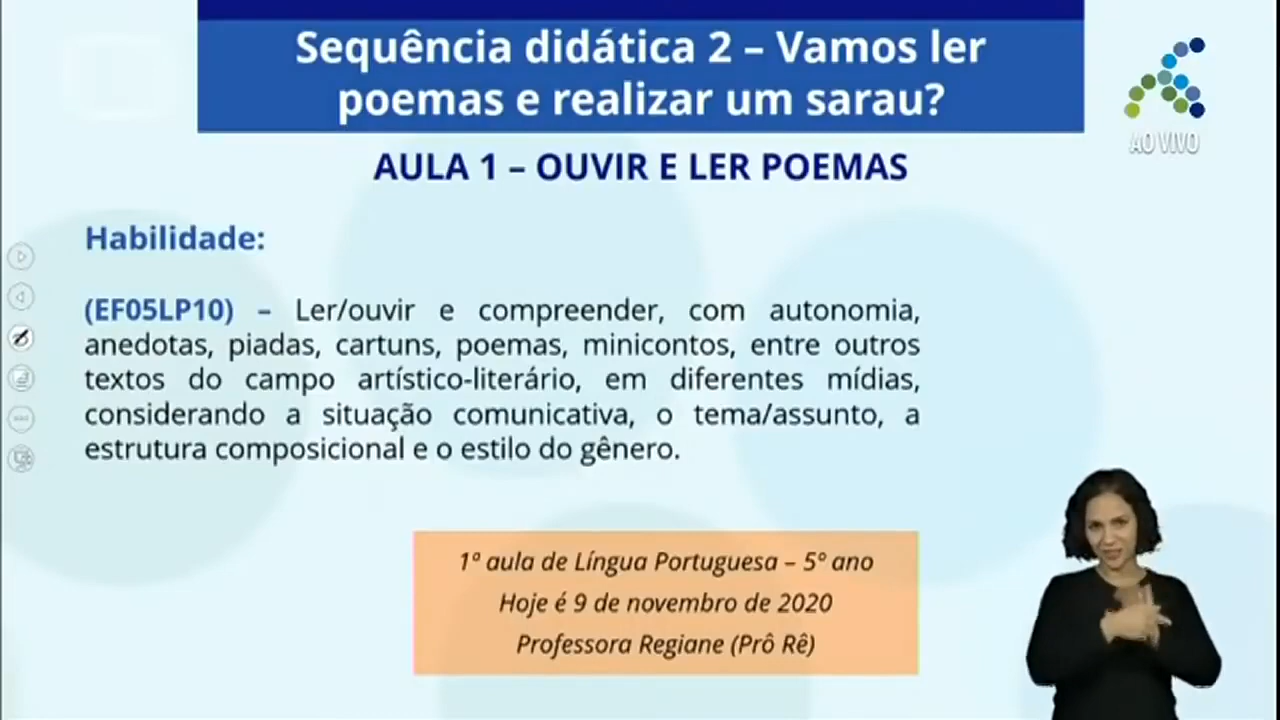 Sequência didática 2 – Vamos ler
poemas e realizar um sarau?
AO VIVO
AULA 1 – OUVIR E LER POEMAS
Habilidade:
(EF05LP10) – Ler/ouvir e compreender, com autonomia,
anedotas, piadas, cartuns, poemas, minicontos, entre outros
textos do campo artístico-literário, em diferentes mídias,
considerando a situação comunicativa, o tema/assunto, a
estrutura composicional e o estilo do gênero.
1º aula de Língua Portuguesa – 5º ano
Hoje é 9 de novembro de 2020
Professora Regiane (Prô Rê)